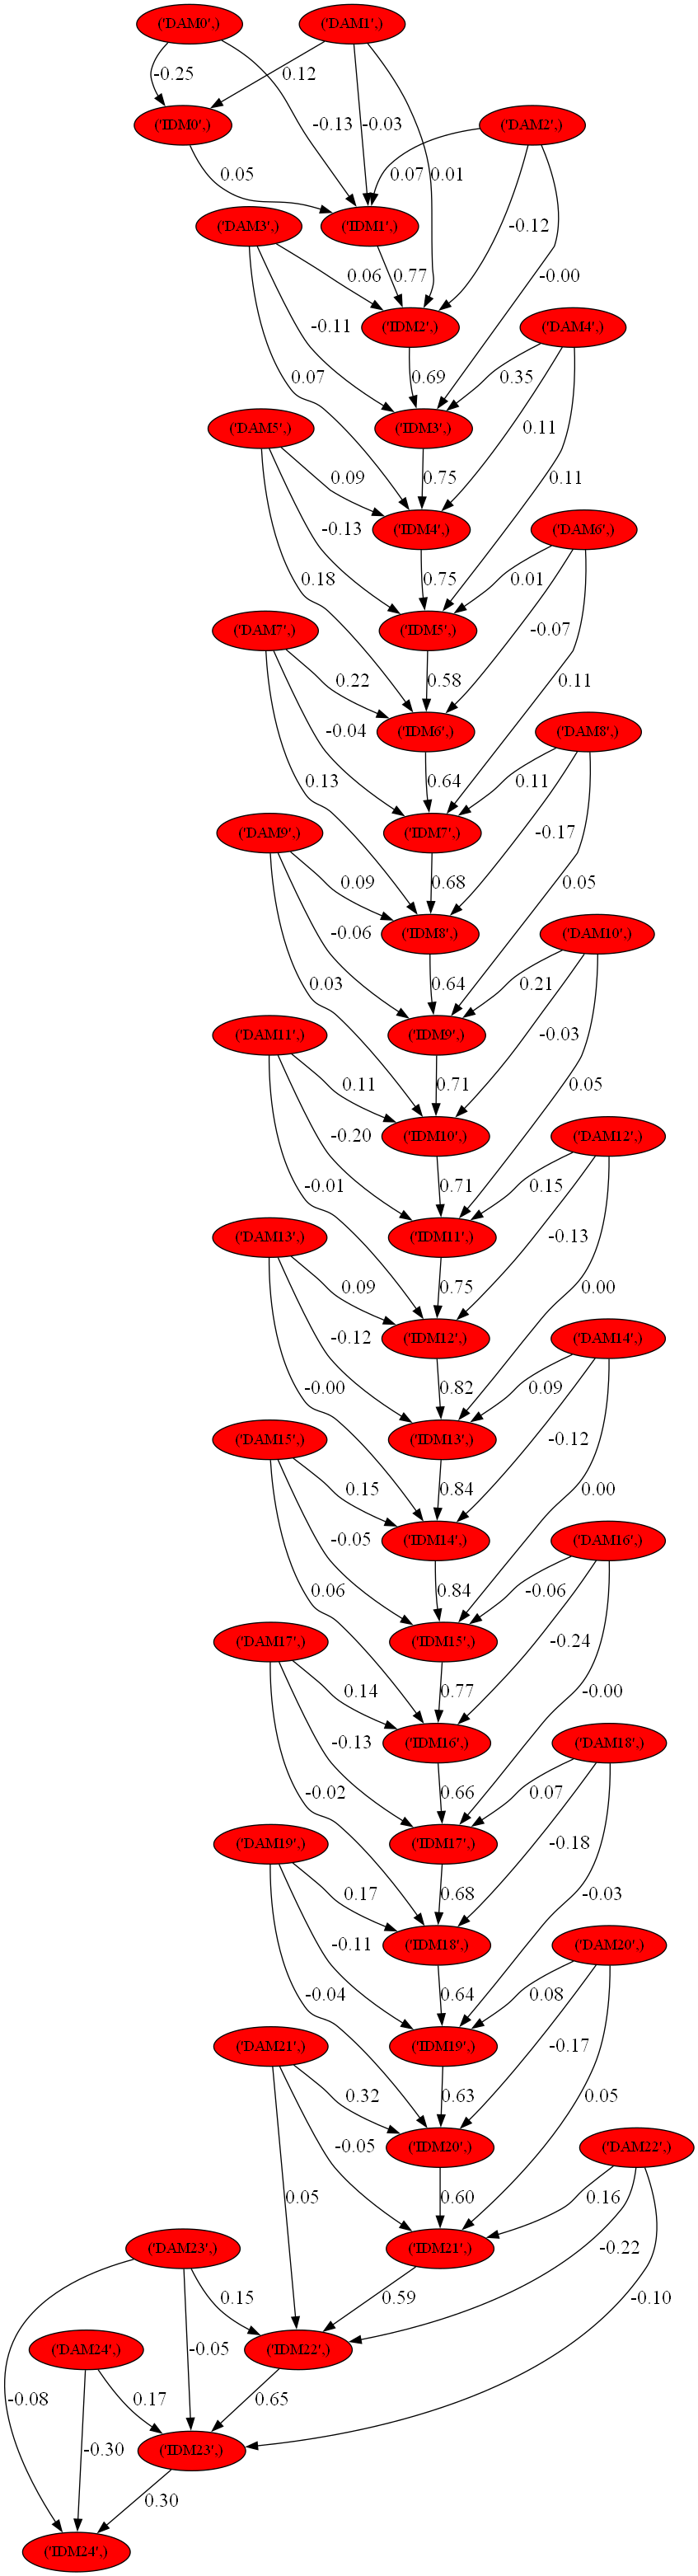 ('DAM0',) ('DAM1',)
-0.25 0.12
('IDM0',) -0.13 -0.03 ('DAM2',)
0.05 0.07 0.01
('DAM3',) ('IDM1',) -0.12
0.06 0.77 -0.00
-0.11 ('IDM2',) ('DAM4',)
0.07 0.69 0.35
('DAM5',) ('IDM3',) 0.11
0.09 0.75 0.11
-0.13 ('IDM4',) ('DAM6',)
0.18 0.75 0.01
('DAM7',) ('IDM5',) -0.07
0.22 0.58 0.11
-0.04 ('IDM6',) ('DAM8',)
0.13 0.64 0.11
('DAM9',) ('IDM7',) -0.17
0.09 0.68 0.05
-0.06 ('IDM8',) ('DAM10',)
0.03 0.64 0.21
('DAM11',) ('IDM9',) -0.03
0.11 0.71 0.05
-0.20 ('IDM10',) ('DAM12',)
-0.01 0.71 0.15
('DAM13',) ('IDM11',) -0.13
0.09 0.75 0.00
-0.12 ('IDM12',) ('DAM14',)
-0.00 0.82 0.09
('DAM15',) ('IDM13',) -0.12
0.15 0.84 0.00
-0.05 ('IDM14',) ('DAM16',)
0.06 0.84 -0.06
('DAM17',) ('IDM15',) -0.24
0.14 0.77 -0.00
-0.13 ('IDM16',) ('DAM18',)
-0.02 0.66 0.07
('DAM19',) ('IDM17',) -0.18
0.17 0.68 -0.03
-0.11 ('IDM18',) ('DAM20',)
-0.04 0.64 0.08
('DAM21',) ('IDM19',) -0.17
0.32 0.63 0.05
-0.05 ('IDM20',) ('DAM22',)
0.05 0.60 0.16
('DAM23',) ('IDM21',) -0.22
0.15 0.59 -0.10
('DAM24',) -0.05 ('IDM22',)
-0.08 0.17 0.65
-0.30 ('IDM23',)
0.30
('IDM24',)